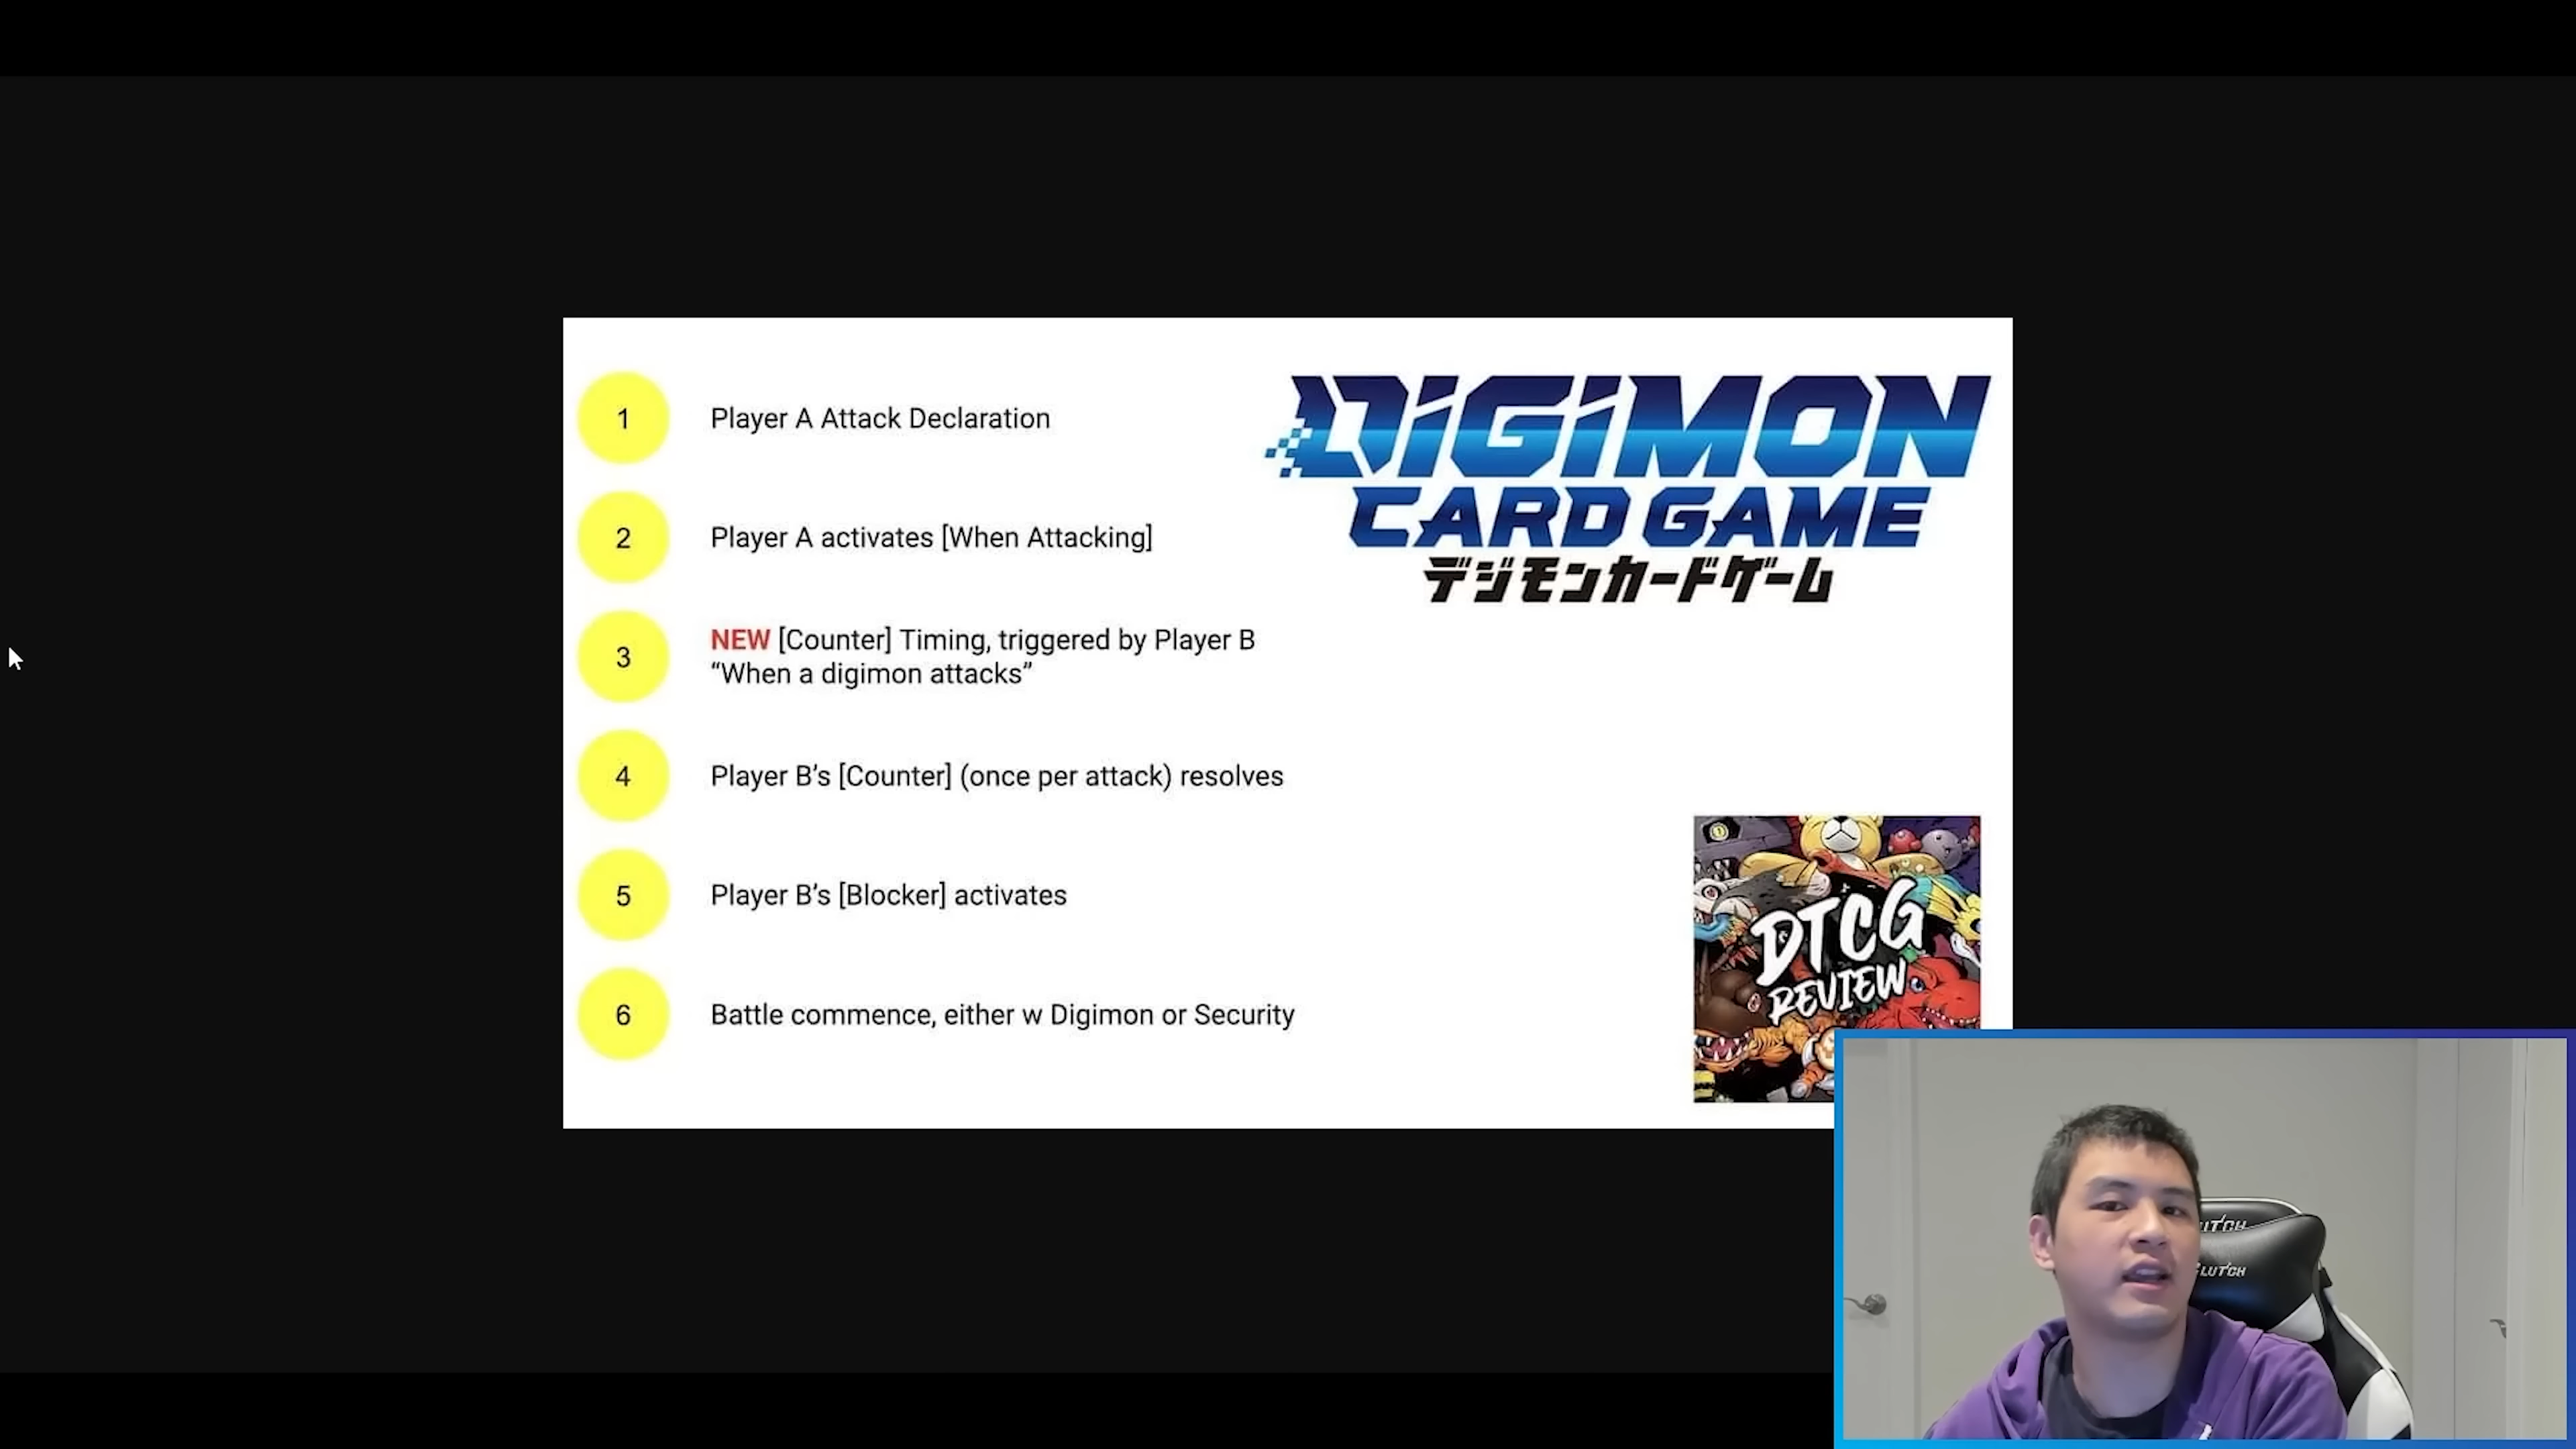 1
Player A Attack Declaration
2
Player A activates [When Attacking]
3
NEW [Counter] Timing, triggered by Player B
“When a digimon attacks”
4
Player B’s [Counter] (once per attack) resolves
5
Player B’s [Blocker] activates
6
Battle commence, either w Digimon or Security
DiGiMON
CARD GAME
デジモンカードゲーム
DTCG
REVIEW